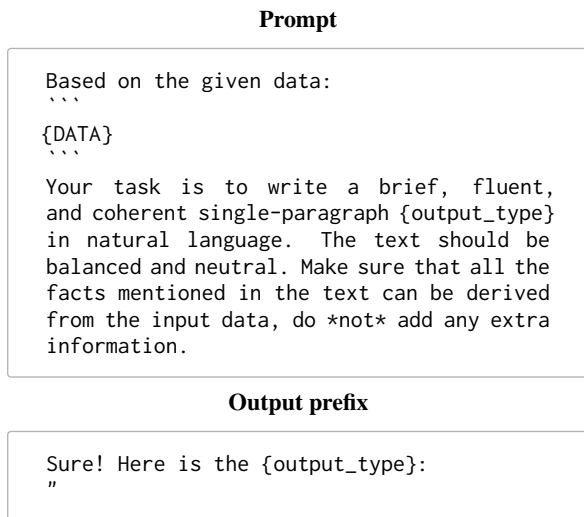 Prompt
Based on the given data:
```
{DATA}
```
Your task is to write a brief, fluent,
and coherent single-paragraph {output_type}
in natural language. The text should be
balanced and neutral. Make sure that all the
facts mentioned in the text can be derived
from the input data, do *not* add any extra
information.
Output prefix
Sure! Here is the {output_type}:
"